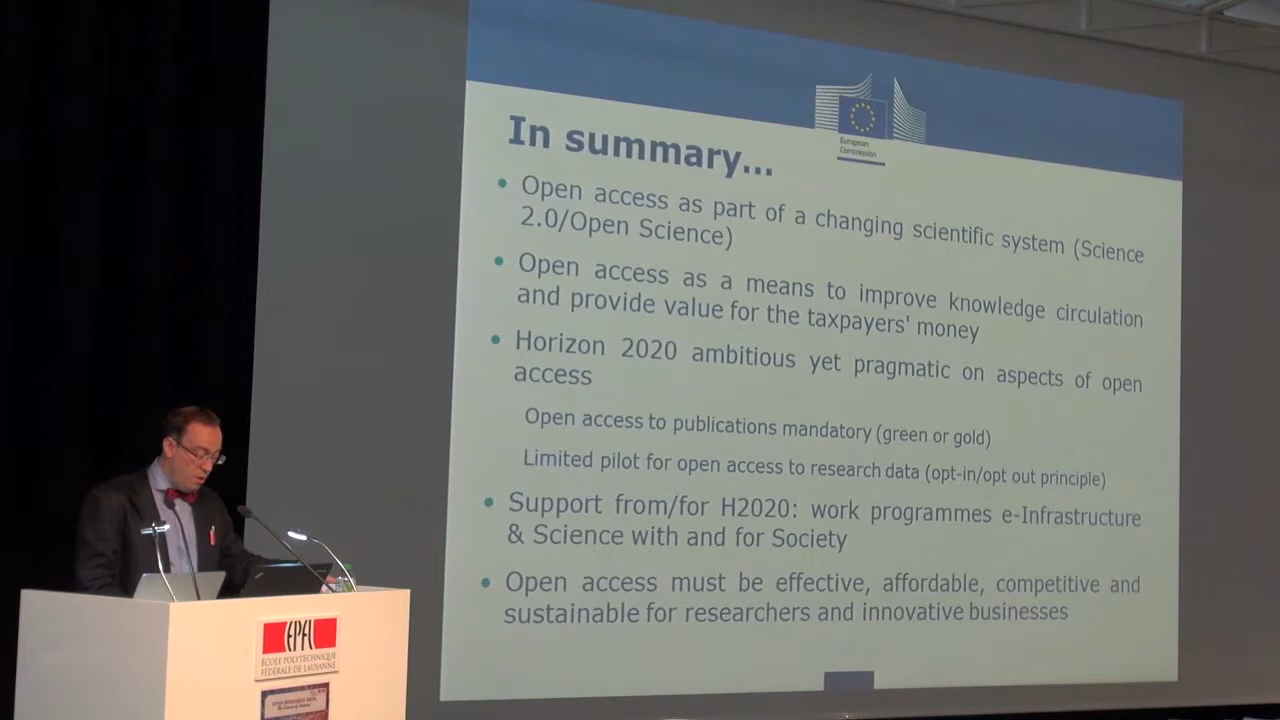 European
Commission
In summary...
• Open access as part of a changing scientific system (Science
2.0/Open Science)
• Open access as a means to improve knowledge circulation
and provide value for the taxpayers' money
• Horizon 2020 ambitious yet pragmatic on aspects of open
access
Open access to publications mandatory (green or gold)
Limited pilot for open access to research data (opt-in/opt out principle)
• Support from/for H2020: work programmes e-Infrastructure
& Science with and for Society
• Open access must be effective, affordable, competitive and
sustainable for researchers and innovative businesses
EPFL
ÉCOLE POLYTECHNIQUE
FÉDÉRALE DE LAUSANNE